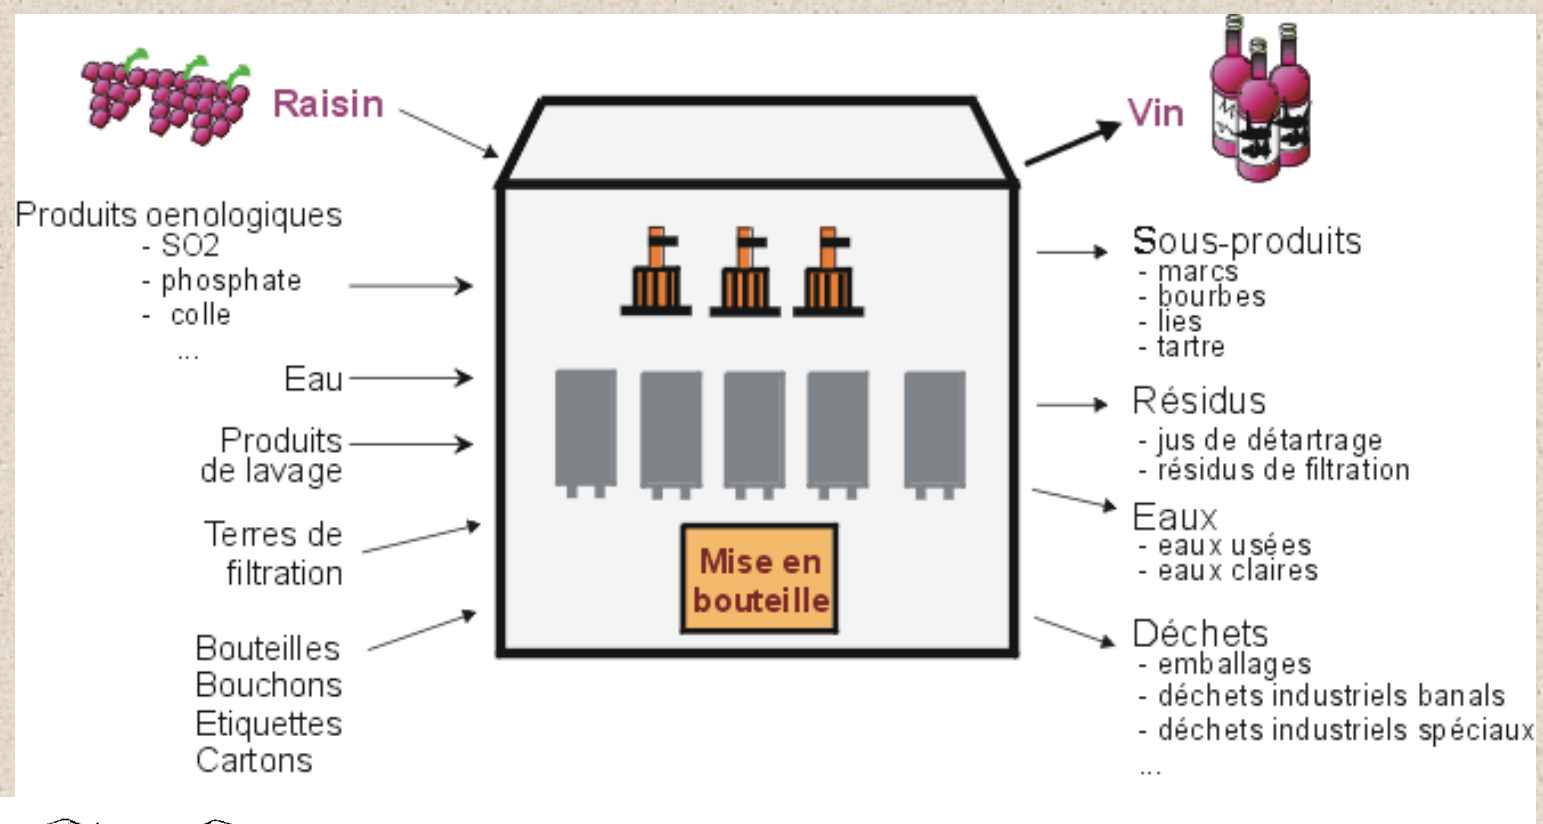 Raisin
Produits oenologiques
- SO2
- phosphate
- colle
...
Eau
Produits
de lavage
Terres de
filtration
Bouteilles
Bouchons
Etiquettes
Cartons
Mise en
bouteille
Vin
Sous-produits
- marcs
- bourbes
- lies
- tartre
Résidus
- jus de détartrage
- résidus de filtration
Eaux
- eaux usées
- eaux claires
Déchets
- emballages
- déchets industriels banals
- déchets industriels spéciaux
...